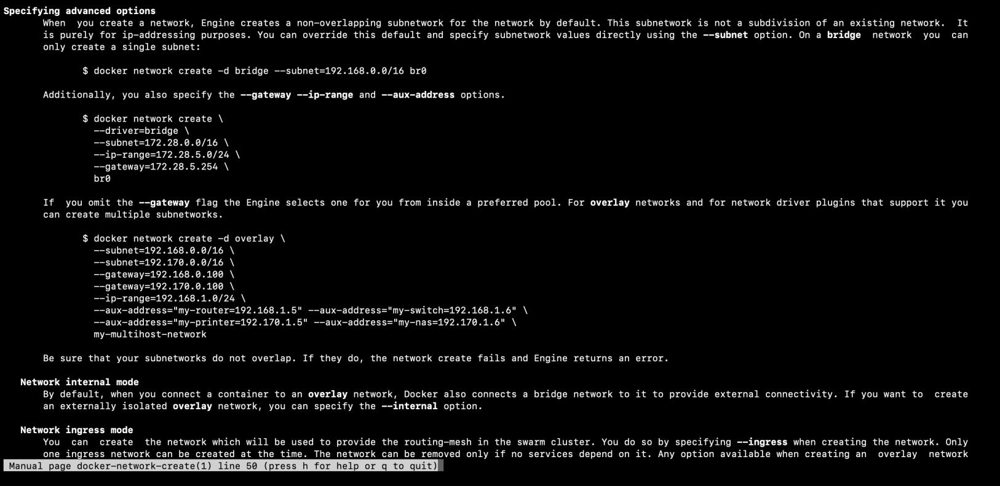 Specifying advanced options
When  you create a network, Engine creates a non-overlapping subnetwork for the network by default. This subnetwork is not a subdivision of an existing network.  It
is purely for ip-addressing purposes. You can override this default and specify subnetwork values directly using the --subnet option. On a bridge  network  you  can
only create a single subnet:
$ docker network create -d bridge --subnet=192.168.0.0/16 br0
Additionally, you also specify the --gateway --ip-range and --aux-address options.
$ docker network create \
--driver=bridge \
--subnet=172.28.0.0/16 \
--ip-range=172.28.5.0/24 \
--gateway=172.28.5.254 \
br0
If  you omit the --gateway flag the Engine selects one for you from inside a preferred pool. For overlay networks and for network driver plugins that support it you
can create multiple subnetworks.
$ docker network create -d overlay \
--subnet=192.168.0.0/16 \
--subnet=192.170.0.0/16 \
--gateway=192.168.0.100 \
--gateway=192.170.0.100 \
--ip-range=192.168.1.0/24 \
--aux-address="my-router=192.168.1.5" --aux-address="my-switch=192.168.1.6" \
--aux-address="my-printer=192.170.1.5" --aux-address="my-nas=192.170.1.6" \
my-multihost-network
Be sure that your subnetworks do not overlap. If they do, the network create fails and Engine returns an error.
Network internal mode
By default, when you connect a container to an overlay network, Docker also connects a bridge network to it to provide external connectivity. If you want to  create
an externally isolated overlay network, you can specify the --internal option.
Network ingress mode
You  can  create  the network which will be used to provide the routing-mesh in the swarm cluster. You do so by specifying --ingress when creating the network. Only
one ingress network can be created at the time. The network can be removed only if no services depend on it. Any option available when creating an  overlay  network
Manual page docker-network-create(1) line 50 (press h for help or q to quit)